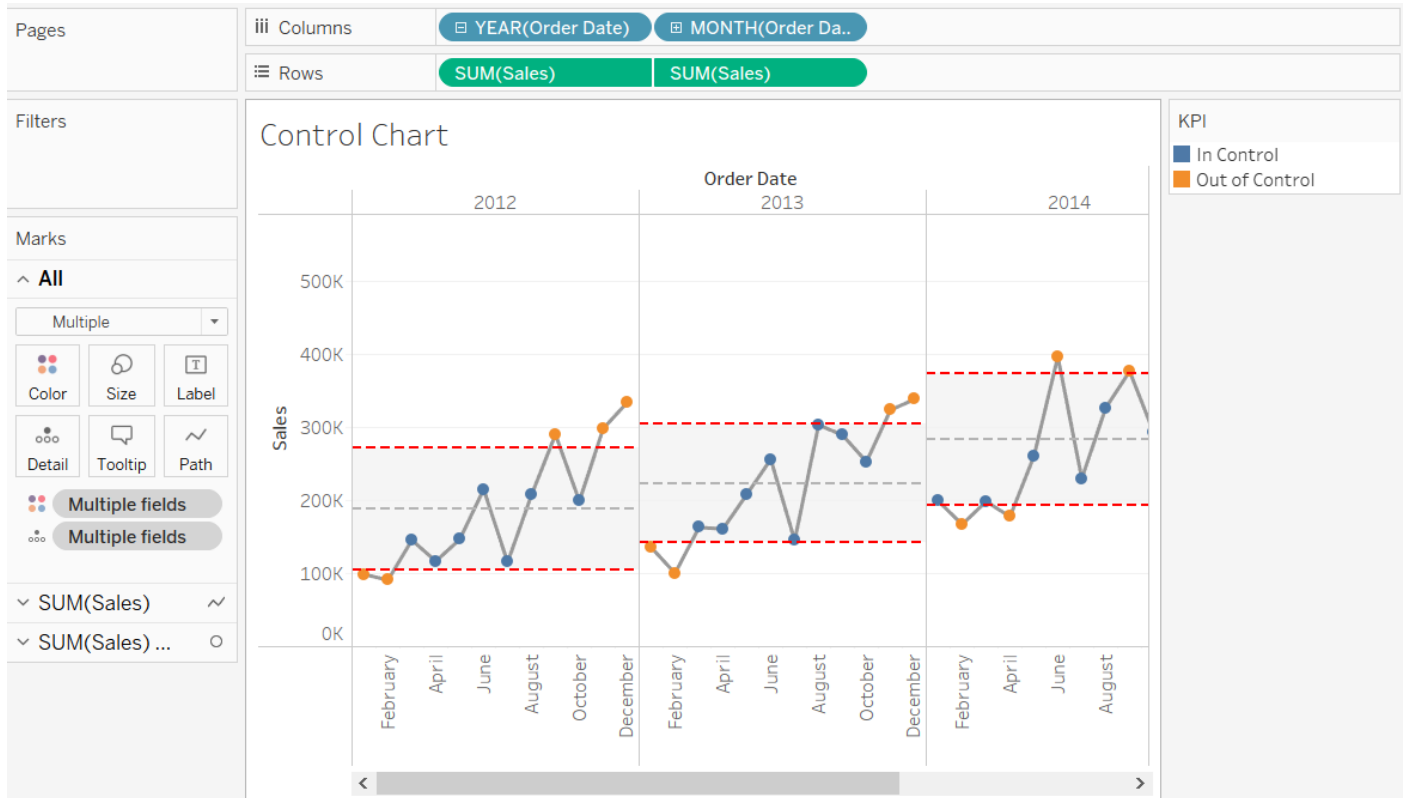 Pages
Columns
YEAR(Order Date)
MONTH(Order Da..
Rows
SUM(Sales)
SUM(Sales)
Filters
Marks
All
Multiple
Color
Size
Label
Detail
Tooltip
Path
Multiple fields
Multiple fields
SUM(Sales)
SUM(Sales) ...
Control Chart
Order Date
2012
2013
2014
Sales
500K
400K
300K
200K
100K
0K
February
April
June
August
October
December
February
April
June
August
October
December
February
April
June
August
KPI
In Control
Out of Control